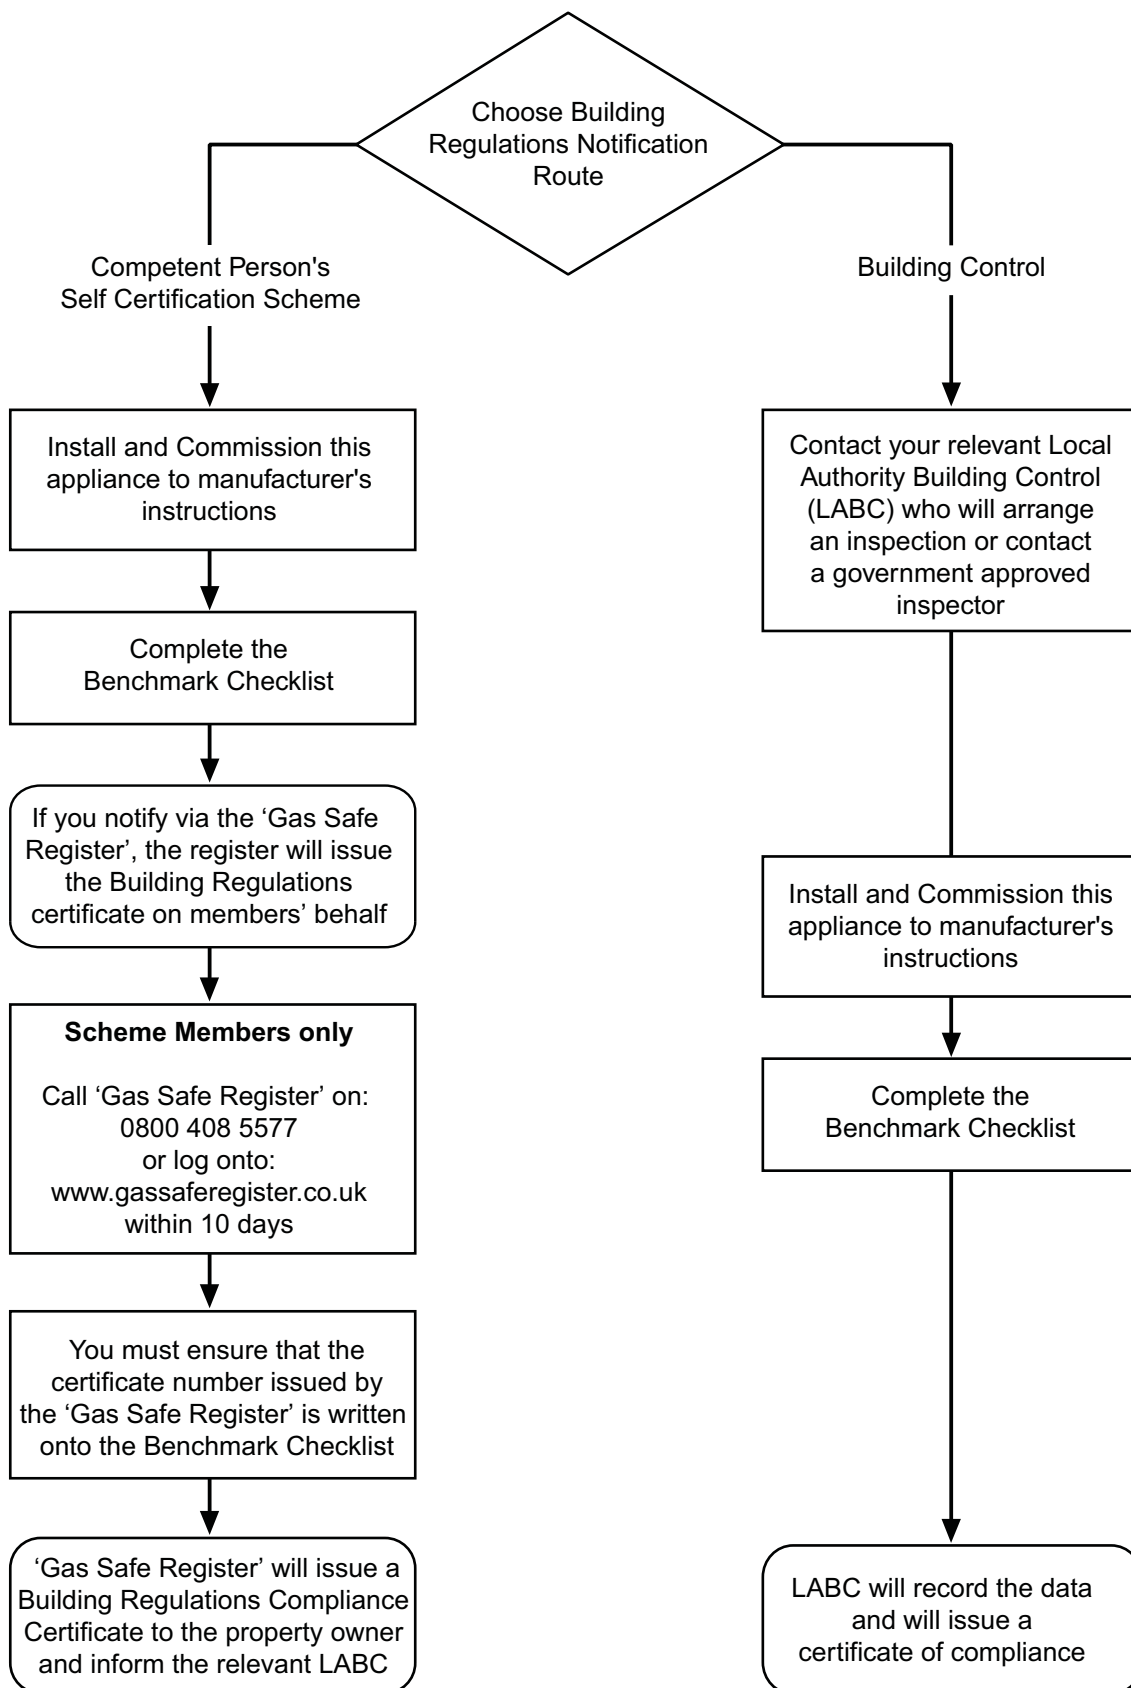 Choose Building
Regulations Notification
Route
Competent Person's
Self Certification Scheme
Building Control
Install and Commission this
appliance to manufacturer's
instructions
Complete the
Benchmark Checklist
If you notify via the ‘Gas Safe
Register’, the register will issue
the Building Regulations
certificate on members’ behalf
Scheme Members only
Call ‘Gas Safe Register’ on:
0800 408 5577
or log onto:
www.gassaferegister.co.uk
within 10 days
You must ensure that the
certificate number issued by
the ‘Gas Safe Register’ is written
onto the Benchmark Checklist
‘Gas Safe Register’ will issue a
Building Regulations Compliance
Certificate to the property owner
and inform the relevant LABC
Contact your relevant Local
Authority Building Control
(LABC) who will arrange
an inspection or contact
a government approved
inspector
Install and Commission this
appliance to manufacturer's
instructions
Complete the
Benchmark Checklist
LABC will record the data
and will issue a
certificate of compliance